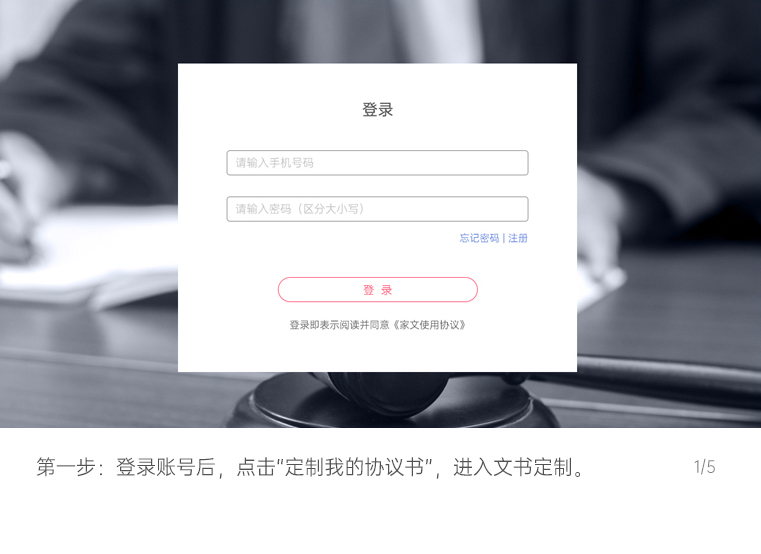 登录
请输入手机号码
请输入密码（区分大小写）
忘记密码 | 注册
登 录
登录即表示阅读并同意《家文使用协议》
第一步：登录账号后，点击“定制我的协议书”，进入文书定制。
1/5